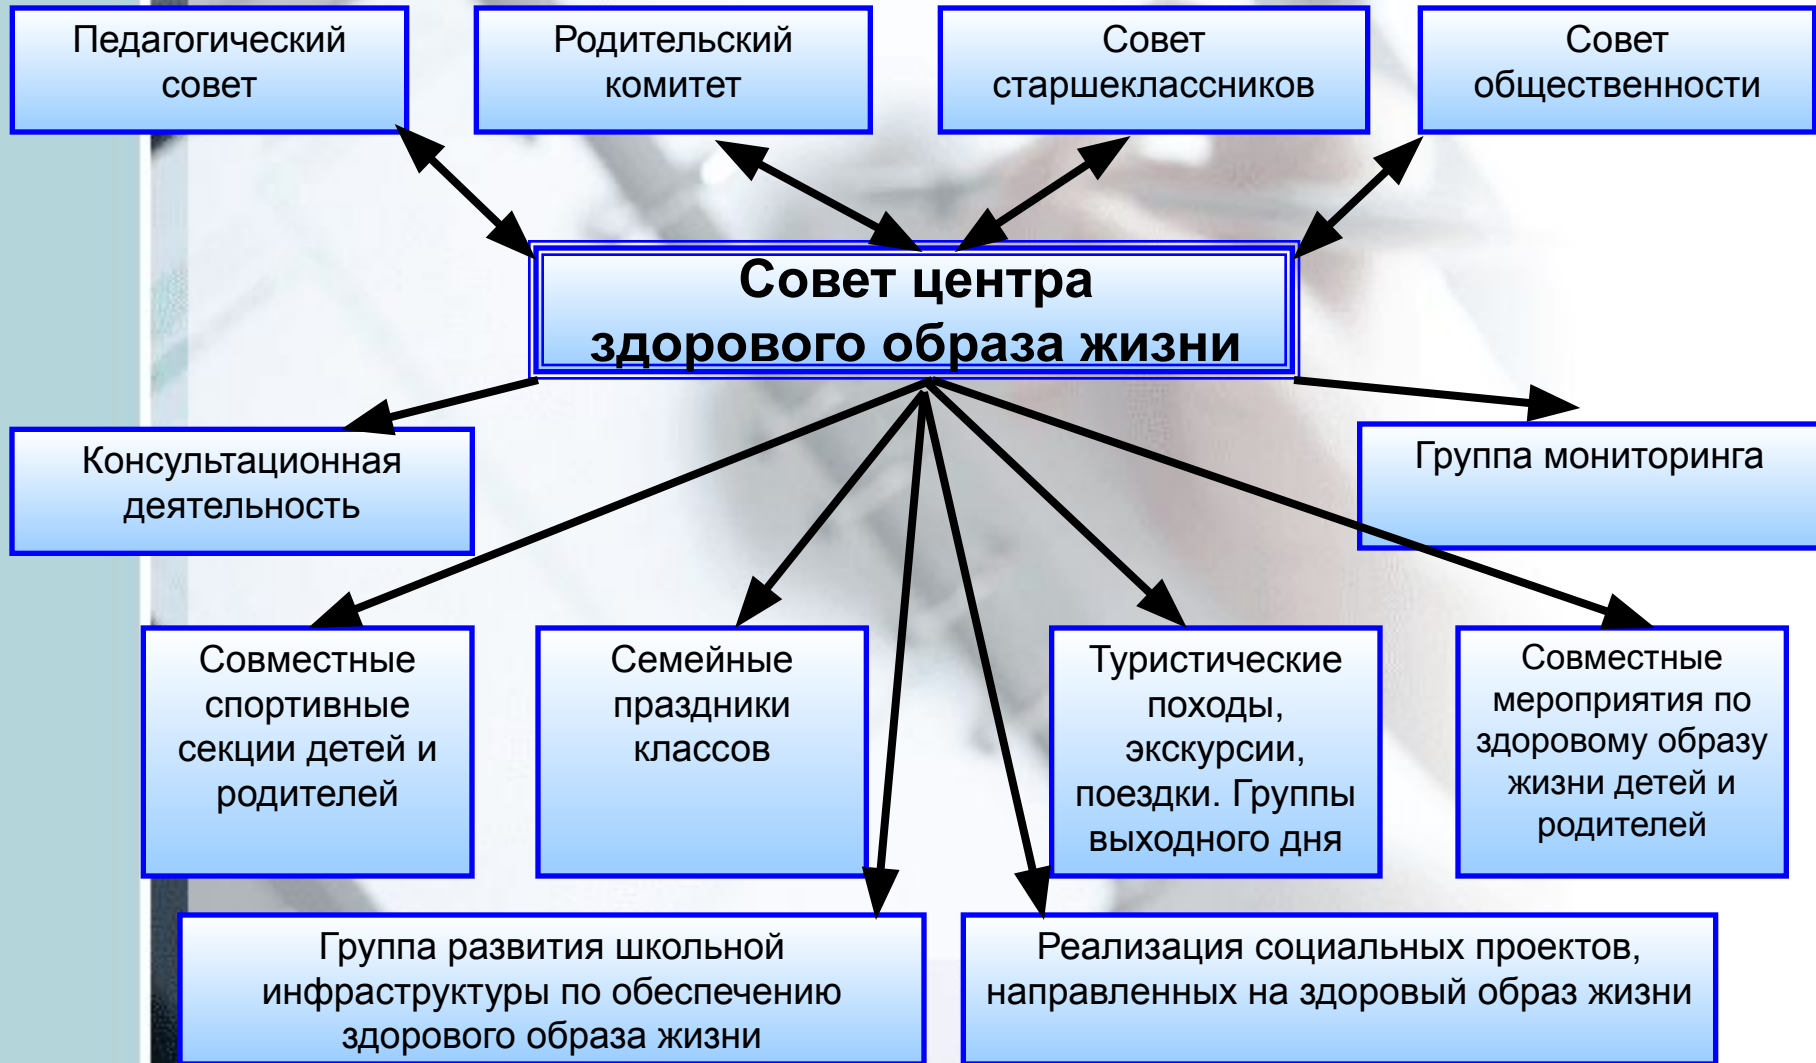 Педагогический
совет
Родительский
комитет
Совет
старшеклассников
Совет
общественности
Совет центра
здорового образа жизни
Консультационная
деятельность
Группа мониторинга
Совместные
спортивные
секции детей и
родителей
Семейные
праздники
классов
Туристические
походы,
экскурсии,
поездки. Группы
выходного дня
Совместные
мероприятия по
здоровому образу
жизни детей и
родителей
Группа развития школьной
инфраструктуры по обеспечению
здорового образа жизни
Реализация социальных проектов,
направленных на здоровый образ жизни